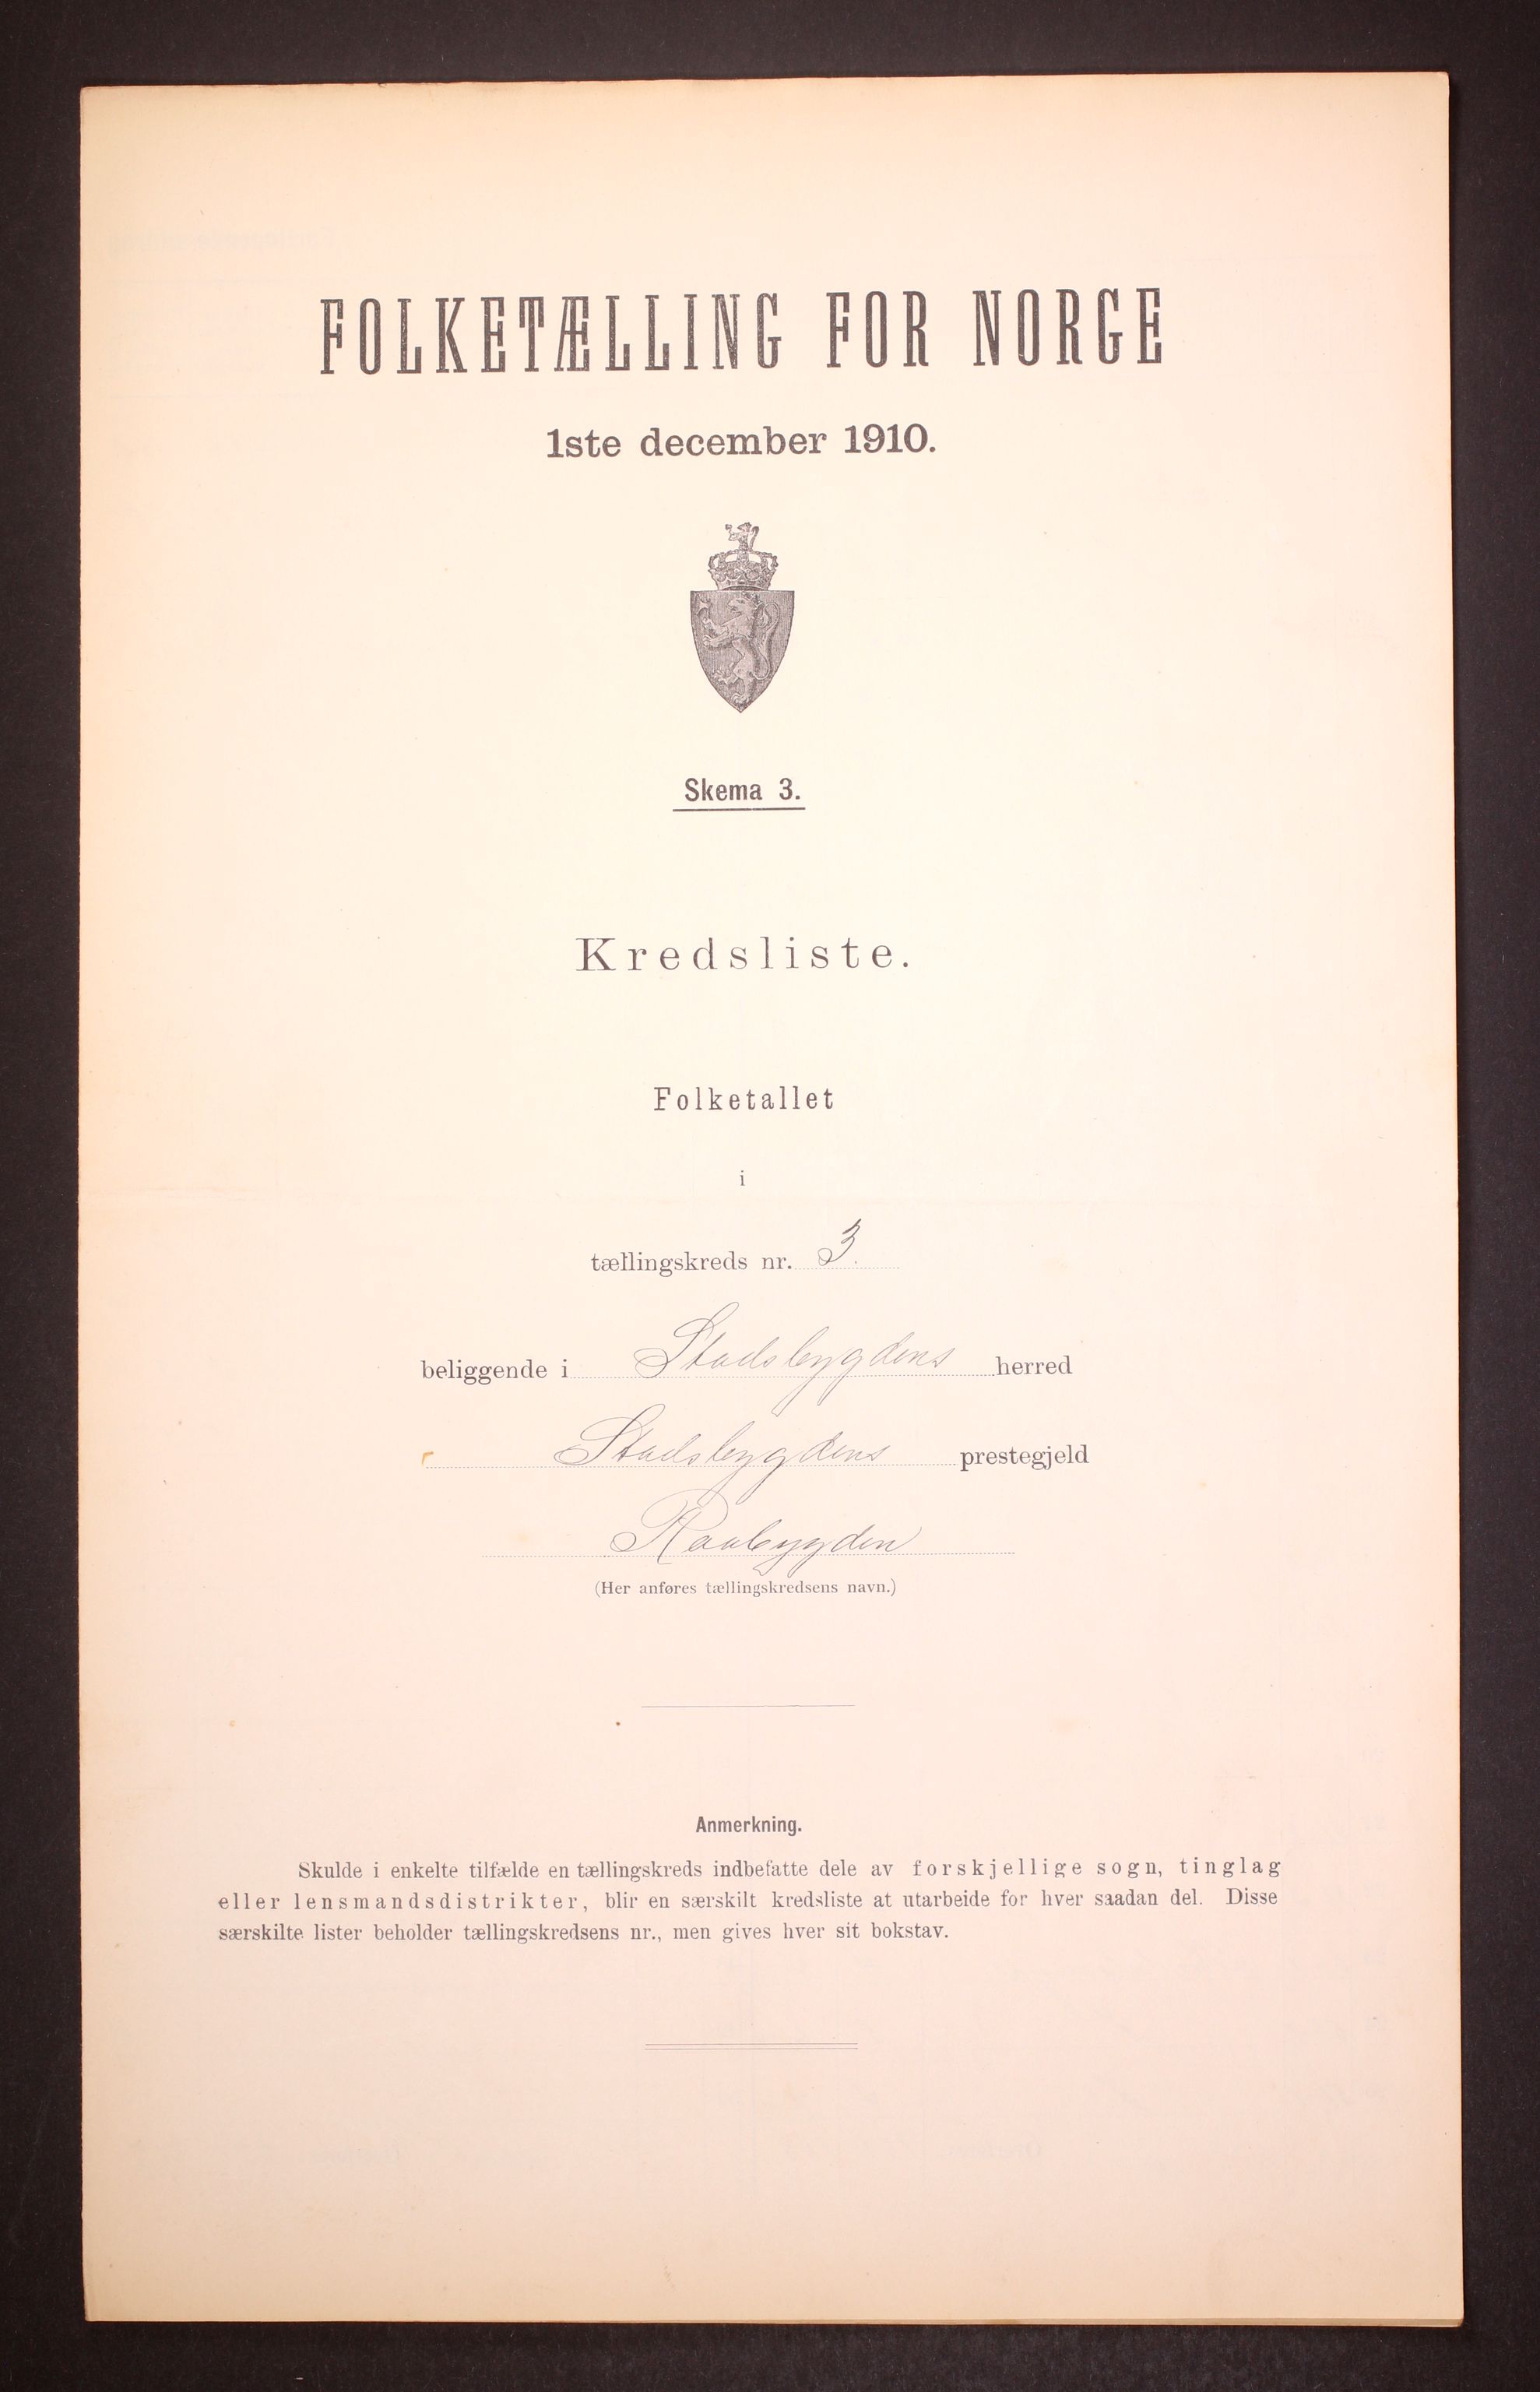 FOLKETÆLLING FOR NORGE
1ste december 1910.
Skema 3.
Kredsliste.
Folketallet
i
tællingskreds nr. 3.
beliggende i Stadsbygdens herred
Stadsbygdens prestegjeld
Raabygden
(Her anføres tællingskredsens navn.)
Anmerkning.
Skulde i enkelte tilfælde en tællingskreds indbefatte dele av forskjellige sogn, tinglag
eller lensmandsdistrikter, blir en særskilt kredsliste at utarbeide for hver saadan del. Disse
særskilte lister beholder tællingskredsens nr., men gives hver sit bokstav.